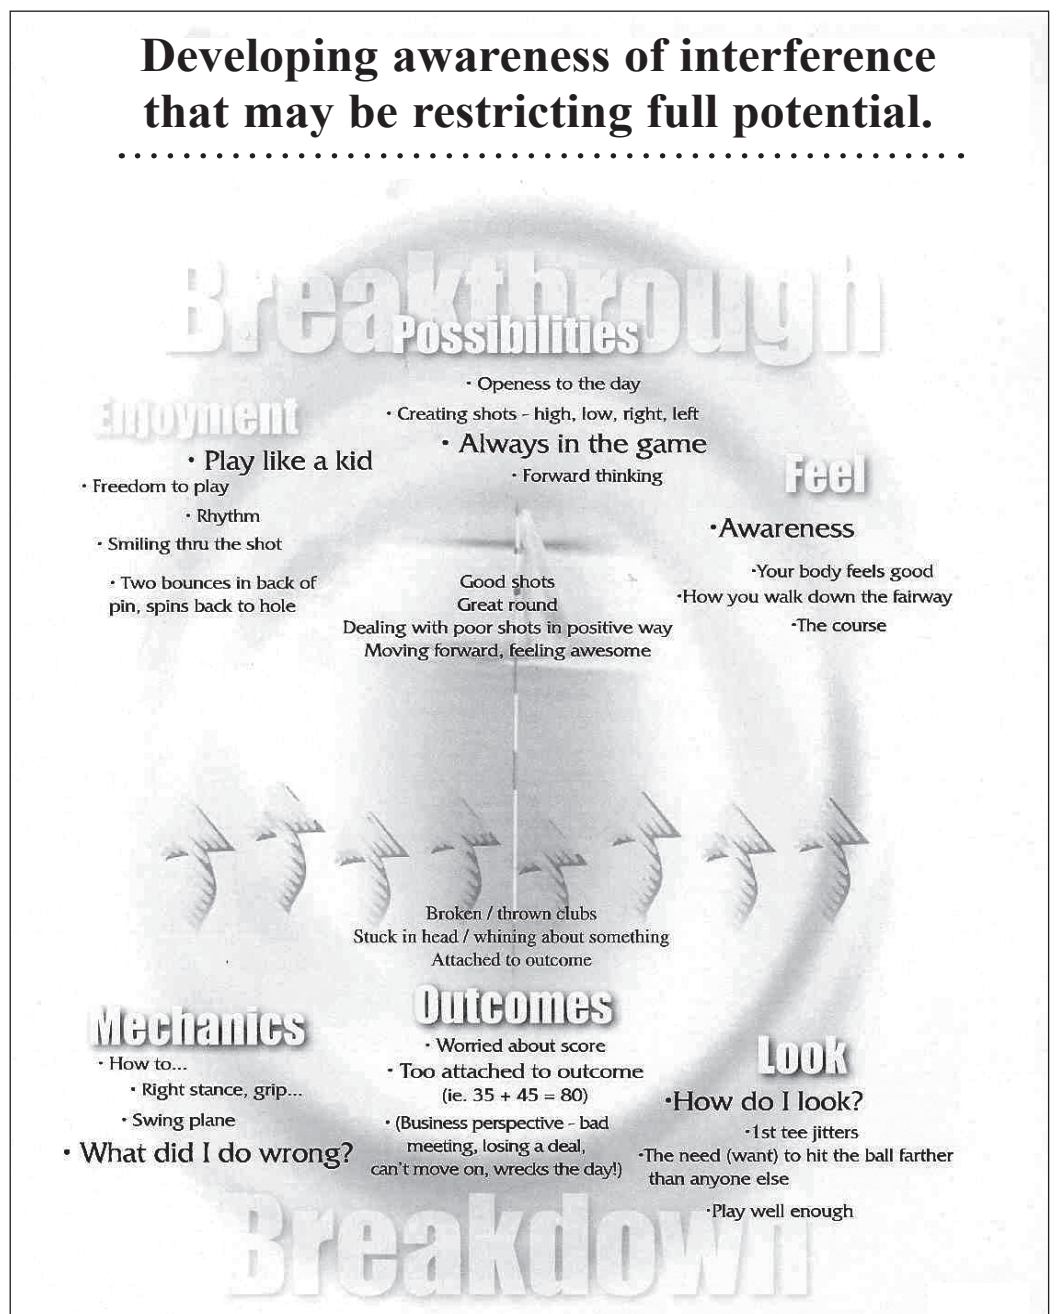 Developing awareness of interference
that may be restricting full potential.
Breakthrough
Possibilities
· Openess to the day
· Creating shots - high, low, right, left
· Always in the game
· Forward thinking
Enjoyment
· Play like a kid
· Freedom to play
· Rhythm
· Smiling thru the shot
· Two bounces in back of
pin, spins back to hole
Feel
·Awareness
·Your body feels good
·How you walk down the fairway
·The course
Good shots
Great round
Dealing with poor shots in positive way
Moving forward, feeling awesome
Broken / thrown clubs
Stuck in head / whining about something
Attached to outcome
Mechanics
· How to...
· Right stance, grip...
· Swing plane
· What did I do wrong?
Outcomes
· Worried about score
· Too attached to outcome
(ie. 35 + 45 = 80)
· (Business perspective - bad
meeting, losing a deal,
can't move on, wrecks the day!)
Look
·How do I look?
·1st tee jitters
·The need (want) to hit the ball farther
than anyone else
·Play well enough
Breakdown